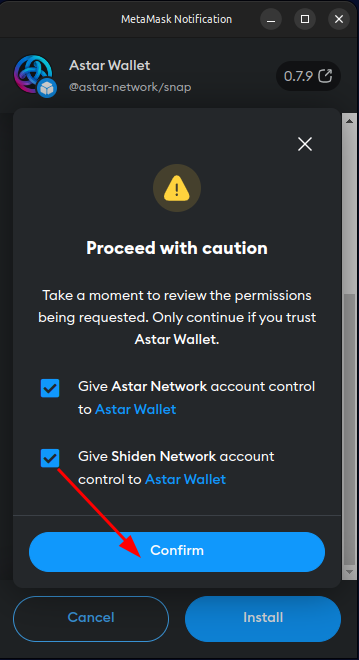 MetaMask Notification
Astar Wallet
@astar-network/snap
0.7.9
Proceed with caution
Take a moment to review the permissions
being requested. Only continue if you trust
Astar Wallet.
Give Astar Network account control
to Astar Wallet
Give Shiden Network account
control to Astar Wallet
Confirm
Cancel
Install